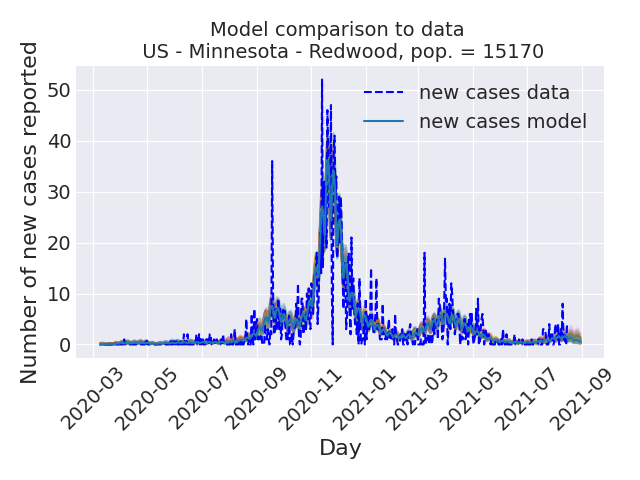 Model comparison to data
US - Minnesota - Redwood, pop. = 15170
Number of new cases reported
50
40
30
20
10
0
new cases data
new cases model
2020-03
2020-05
2020-07
2020-09
2020-11
2021-01
2021-03
2021-05
2021-07
2021-09
Day